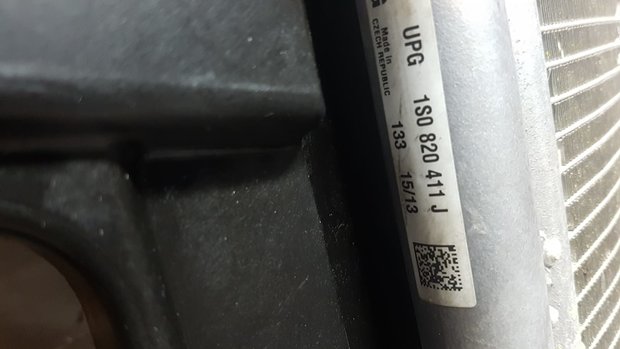 Made in
CZECH REPUBLIC
UPG 1S0 820 411 J
133 15/13